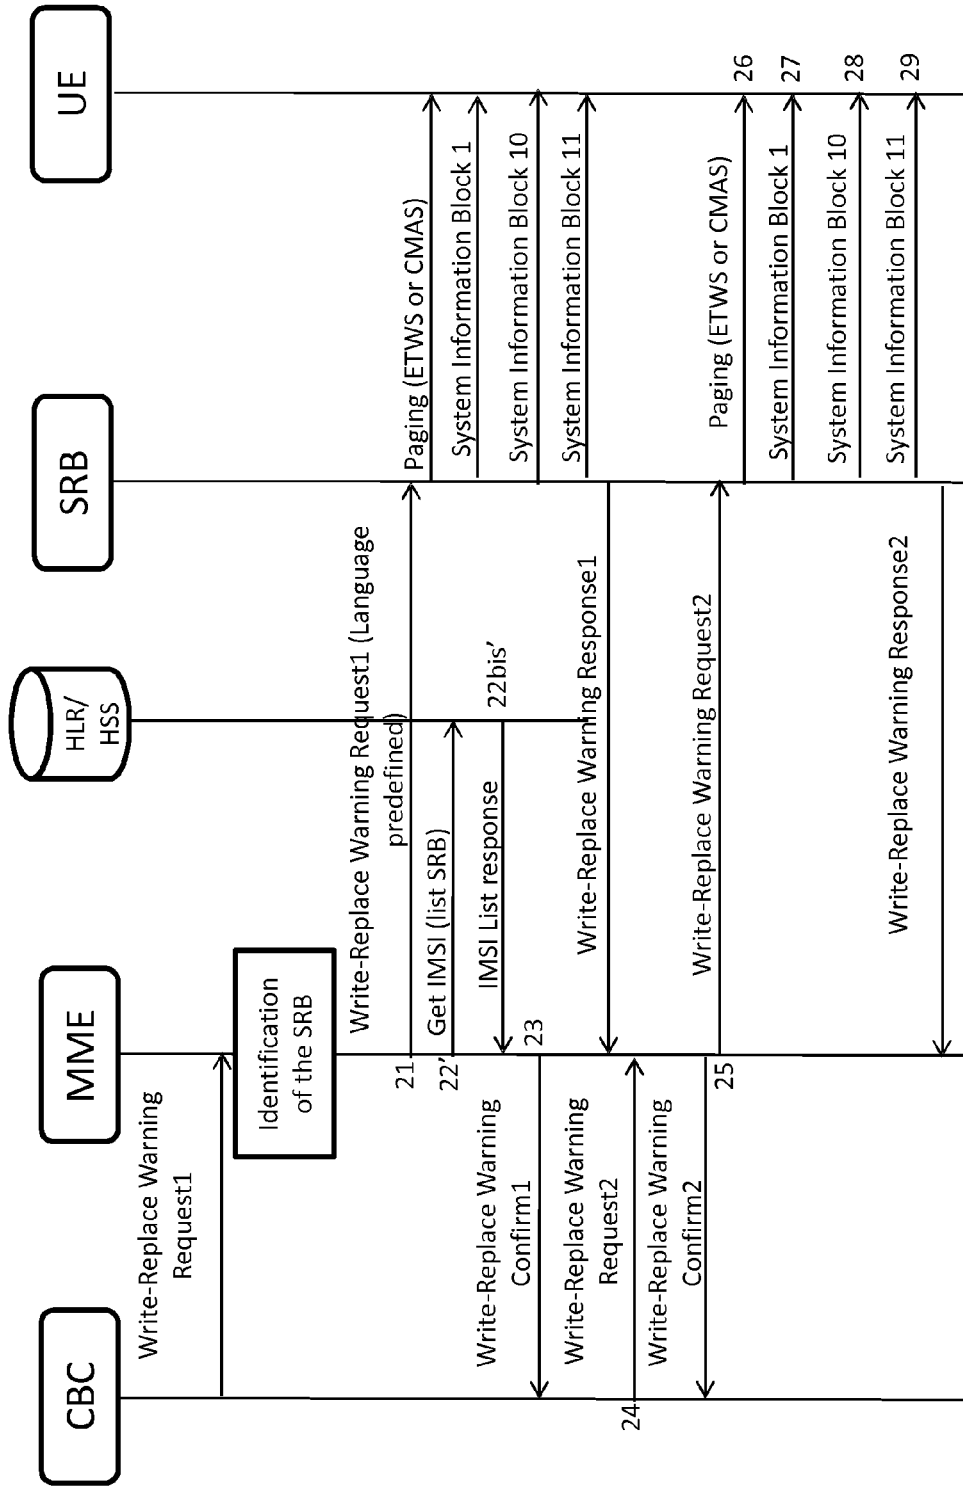 CBC
MME
HLR/
HSS
SRB
UE
Write-Replace Warning
Request1
Identification
of the SRB
Write-Replace Warning Request1 (Language
predefined)
21
Paging (ETWS or CMAS)
22'
Get IMSI (list SRB)
System Information Block 1
IMSI List response
22bis'
System Information Block 10
23
Write-Replace Warning
Confirm1
System Information Block 11
Write-Replace Warning Response1
Write-Replace Warning
Request2
24
Write-Replace Warning
Confirm2
25
Write-Replace Warning Request2
Paging (ETWS or CMAS)
26
System Information Block 1
27
System Information Block 10
28
System Information Block 11
29
Write-Replace Warning Response2